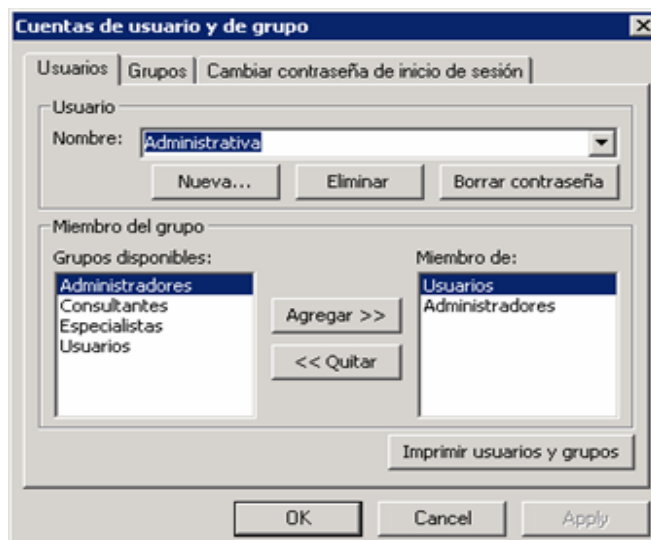 Cuentas de usuario y de grupo
Usuarios Grupos Cambiar contraseña de inicio de sesión
Usuario
Nombre: Administrativa
Nueva... Eliminar Borrar contraseña
Miembro del grupo
Grupos disponibles:
Administradores
Consultantes
Especialistas
Usuarios
Agregar >>
<< Quitar
Miembro de:
Usuarios
Administradores
Imprimir usuarios y grupos
OK Cancel Apply